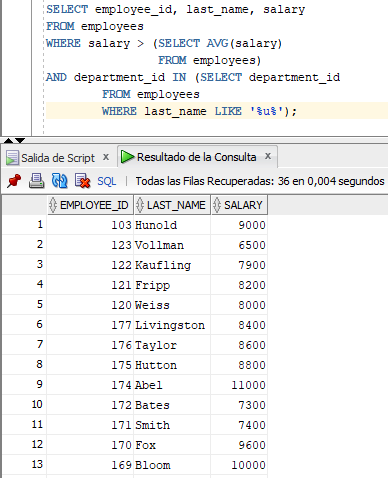 SELECT employee_id, last_name, salary
FROM employees
WHERE salary > (SELECT AVG(salary)
FROM employees)
AND department_id IN (SELECT department_id
FROM employees
WHERE last_name LIKE '%u%');
Salida de Script x Resultado de la Consulta x
SQL | Todas las Filas Recuperadas: 36 en 0,004 segundos
EMPLOYEE_ID LAST_NAME SALARY
1 103 Hunold 9000
2 123 Vollman 6500
3 122 Kaufling 7900
4 121 Fripp 8200
5 120 Weiss 8000
6 177 Livingston 8400
7 176 Taylor 8600
8 175 Hutton 8800
9 174 Abel 11000
10 172 Bates 7300
11 171 Smith 7400
12 170 Fox 9600
13 169 Bloom 10000